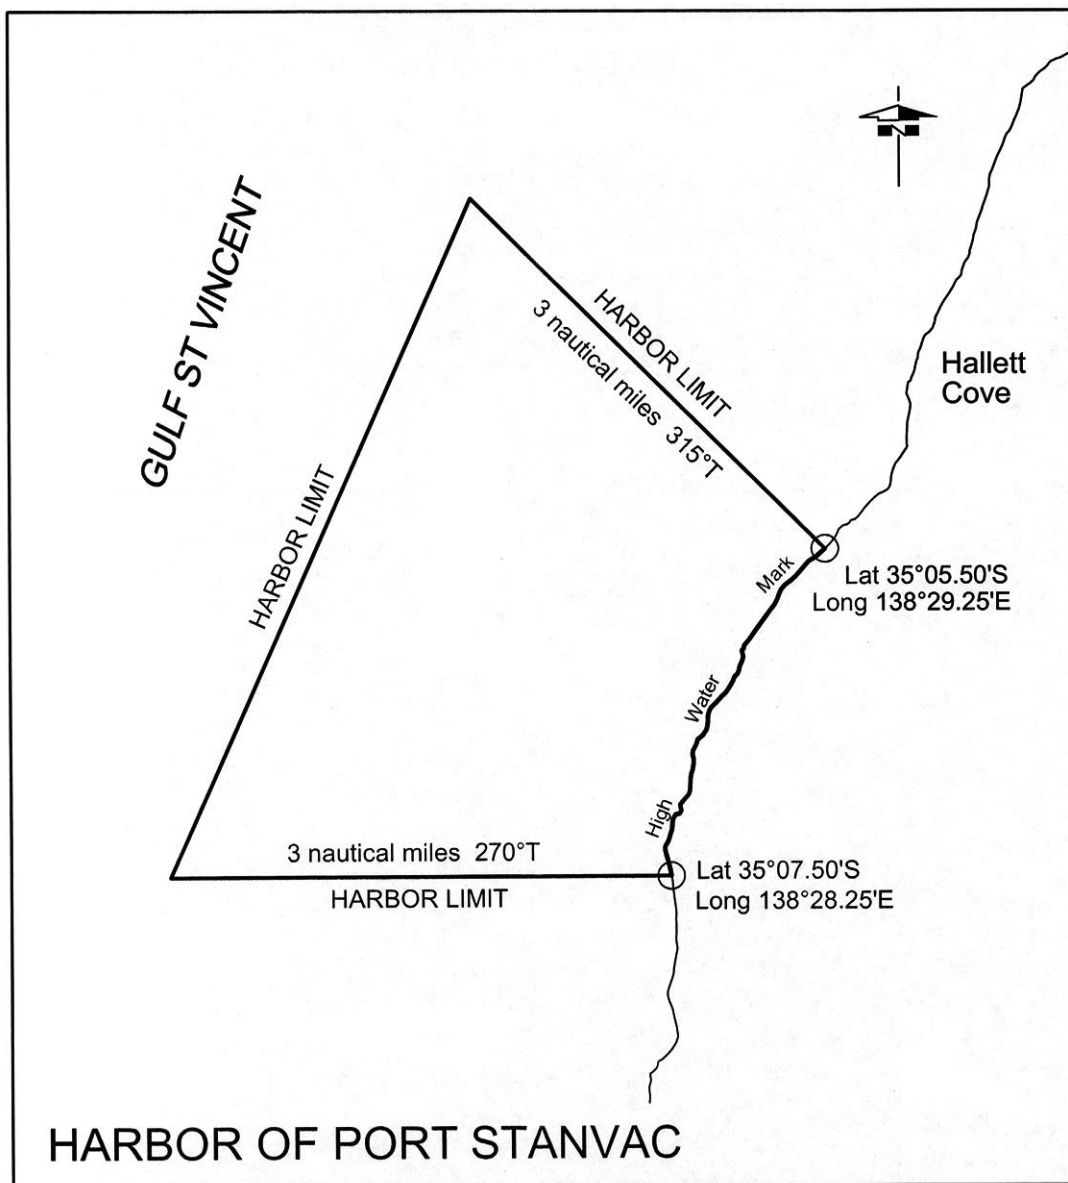 N
GULF ST VINCENT
HARBOR LIMIT
3 nautical miles 315°T
Hallett
Cove
HARBOR LIMIT
Mark
Lat 35°05.50'S
Long 138°29.25'E
Water
High
3 nautical miles 270°T
HARBOR LIMIT
Lat 35°07.50'S
Long 138°28.25'E
HARBOR OF PORT STANVAC